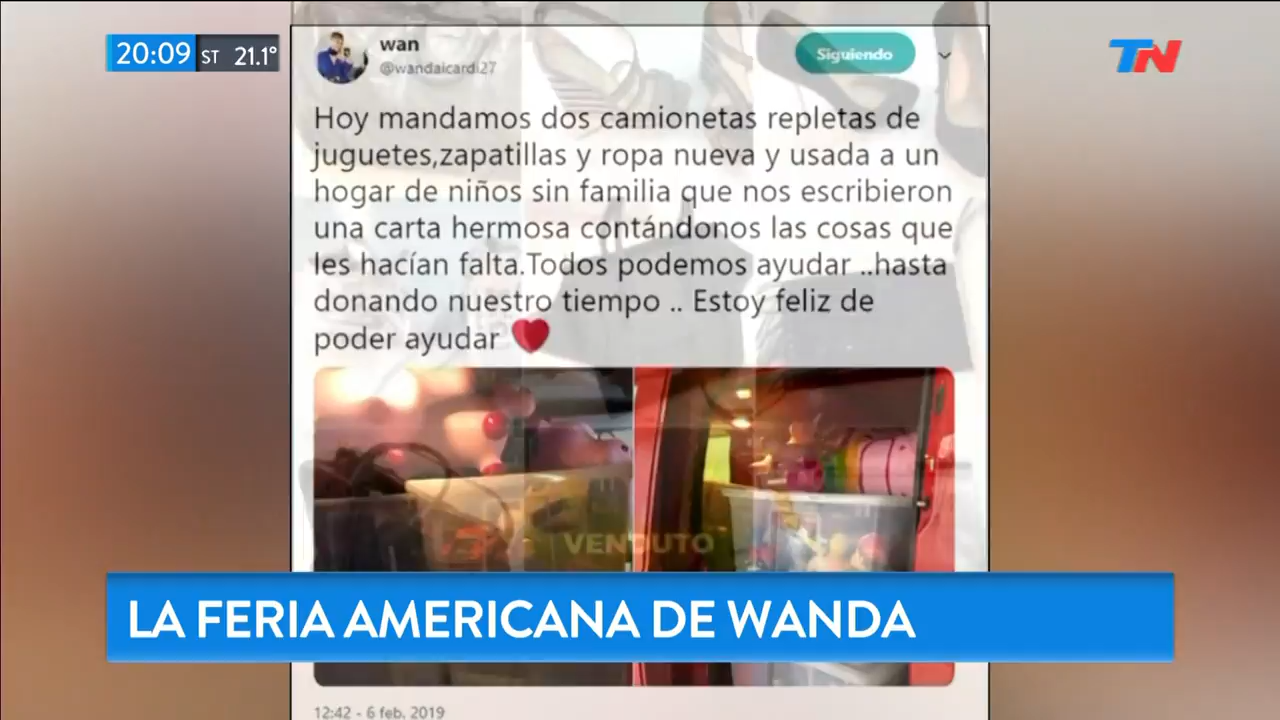 20:09 ST 21.1°
TN
wan
@wandaicardi27
Siguiendo
Hoy mandamos dos camionetas repletas de
juguetes,zapatillas y ropa nueva y usada a un
hogar de niños sin familia que nos escribieron
una carta hermosa contándonos las cosas que
les hacían falta.Todos podemos ayudar ..hasta
donando nuestro tiempo .. Estoy feliz de
poder ayudar ❤
VENDUTO
LA FERIA AMERICANA DE WANDA
12:42 - 6 feb. 2019